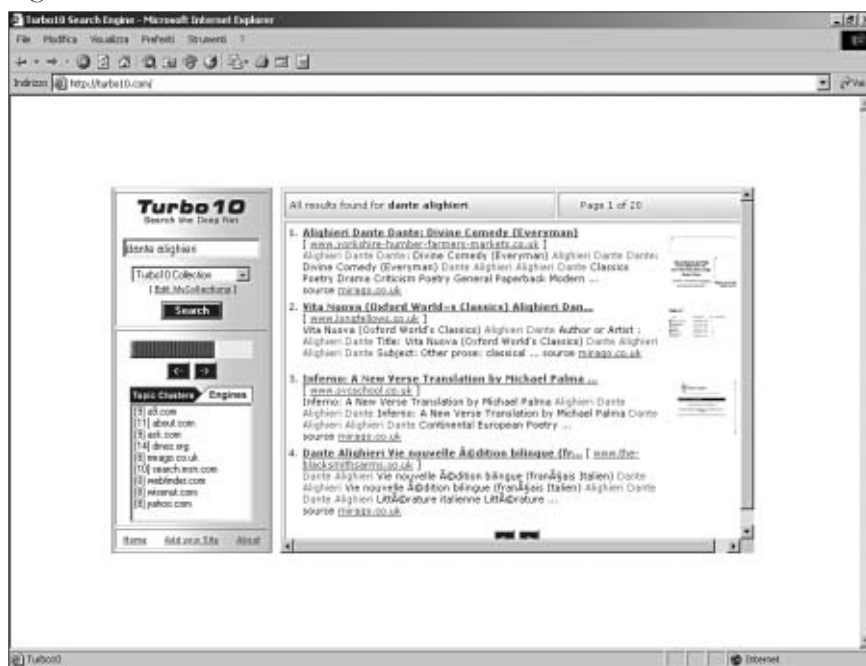 Turbo10 Search Engine - Microsoft Internet Explorer
File Modifica Visualizza Preferiti Strumenti ?
Indirizzo http://turbo10.com/ Vai
Turbo10
Search the Deep Net
dante alighieri
Turbo10 Collection
[ Edit MyCollections ]
Search
<- ->
Topic Clusters Engines
[9] a9.com
[11] about.com
[9] ask.com
[14] dmoz.org
[8] mirago.co.uk
[10] search.msn.com
[0] webfinder.com
[8] wisenut.com
[8] yahoo.com
Home Add your Site About
All results found for dante alighieri Page 1 of 20
1. Alighieri Dante Dante: Divine Comedy (Everyman)
[ www.yorkshire-humber-farmers-markets.co.uk ]
Alighieri Dante Dante: Divine Comedy (Everyman) Alighieri Dante Dante:
Divine Comedy (Everyman) Dante Alighieri Alighieri Dante Classics
Poetry Drama Criticism Poetry General Paperback Modern ...
source mirago.co.uk
2. Vita Nuova (Oxford World~s Classics) Alighieri Dan...
[ www.longfellows.co.uk ]
Vita Nuova (Oxford World's Classics) Alighieri Dante Author or Artist :
Alighieri Dante Title: Vita Nuova (Oxford World's Classics) Dante Alighieri
Alighieri Dante Subject: Other prose: classical ... source mirago.co.uk
3. Inferno: A New Verse Translation by Michael Palma ...
Inferno: A New Verse Translation by Michael Palma Alighieri Dante
Alighieri Dante Inferno: A New Verse Translation by Michael Palma Dante
Alighieri Alighieri Dante Continental European Poetry ...
source mirago.co.uk
4. Dante Alighieri Vie nouvelle Ã©dition bilingue (fr... [ www.the-
blacksmithsarms.co.uk ]
Dante Alighieri Vie nouvelle Ã©dition bilingue (franÃ§ais Italien) Dante
Alighieri Vie nouvelle Ã©dition bilingue (franÃ§ais Italien) Alighieri Dante
Dante Alighieri LittÃ©rature italienne LittÃ©rature ...
source mirago.co.uk
Turbo10 Internet